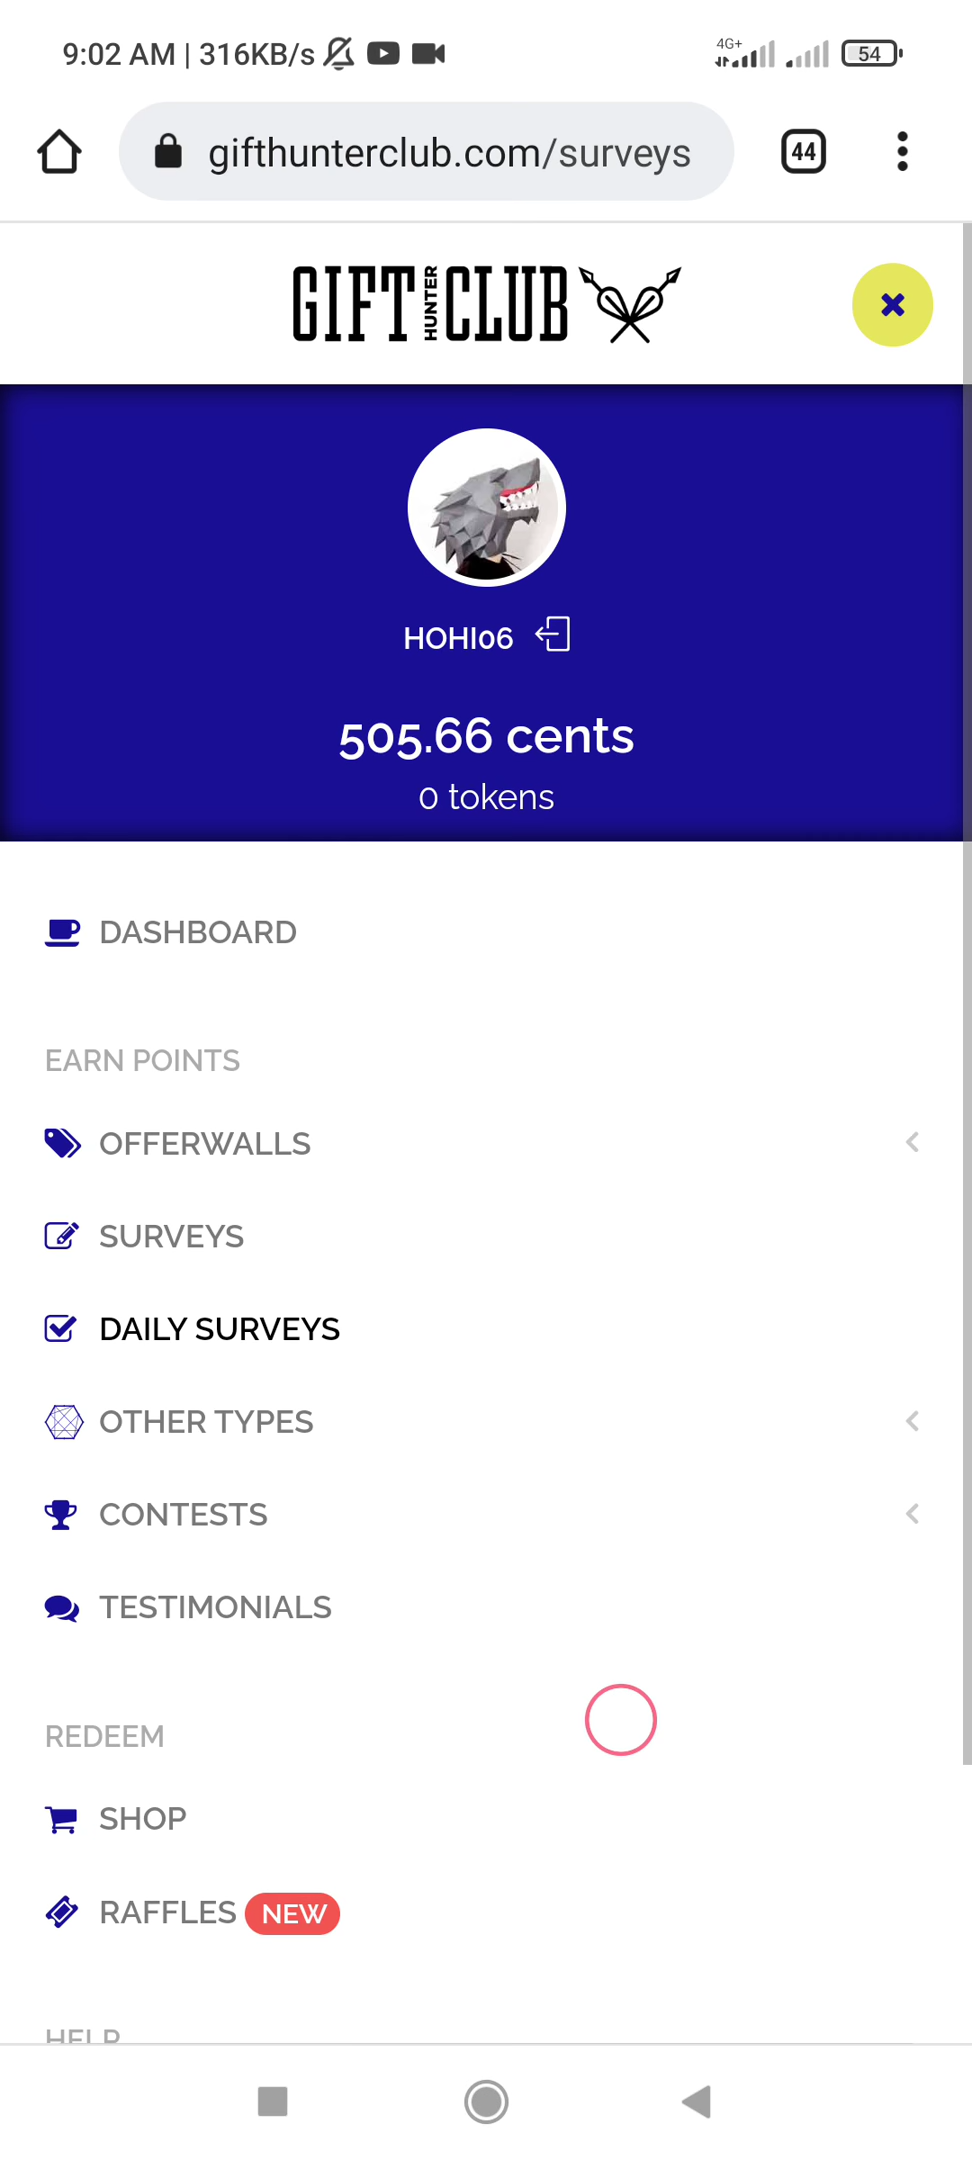 9:02 AM | 316KB/s
4G+
54
gifthunterclub.com/surveys
44
GIFT HUNTER CLUB
HOHI06
505.66 cents
0 tokens
DASHBOARD
EARN POINTS
OFFERWALLS
SURVEYS
DAILY SURVEYS
OTHER TYPES
CONTESTS
TESTIMONIALS
REDEEM
SHOP
RAFFLES NEW
HELP